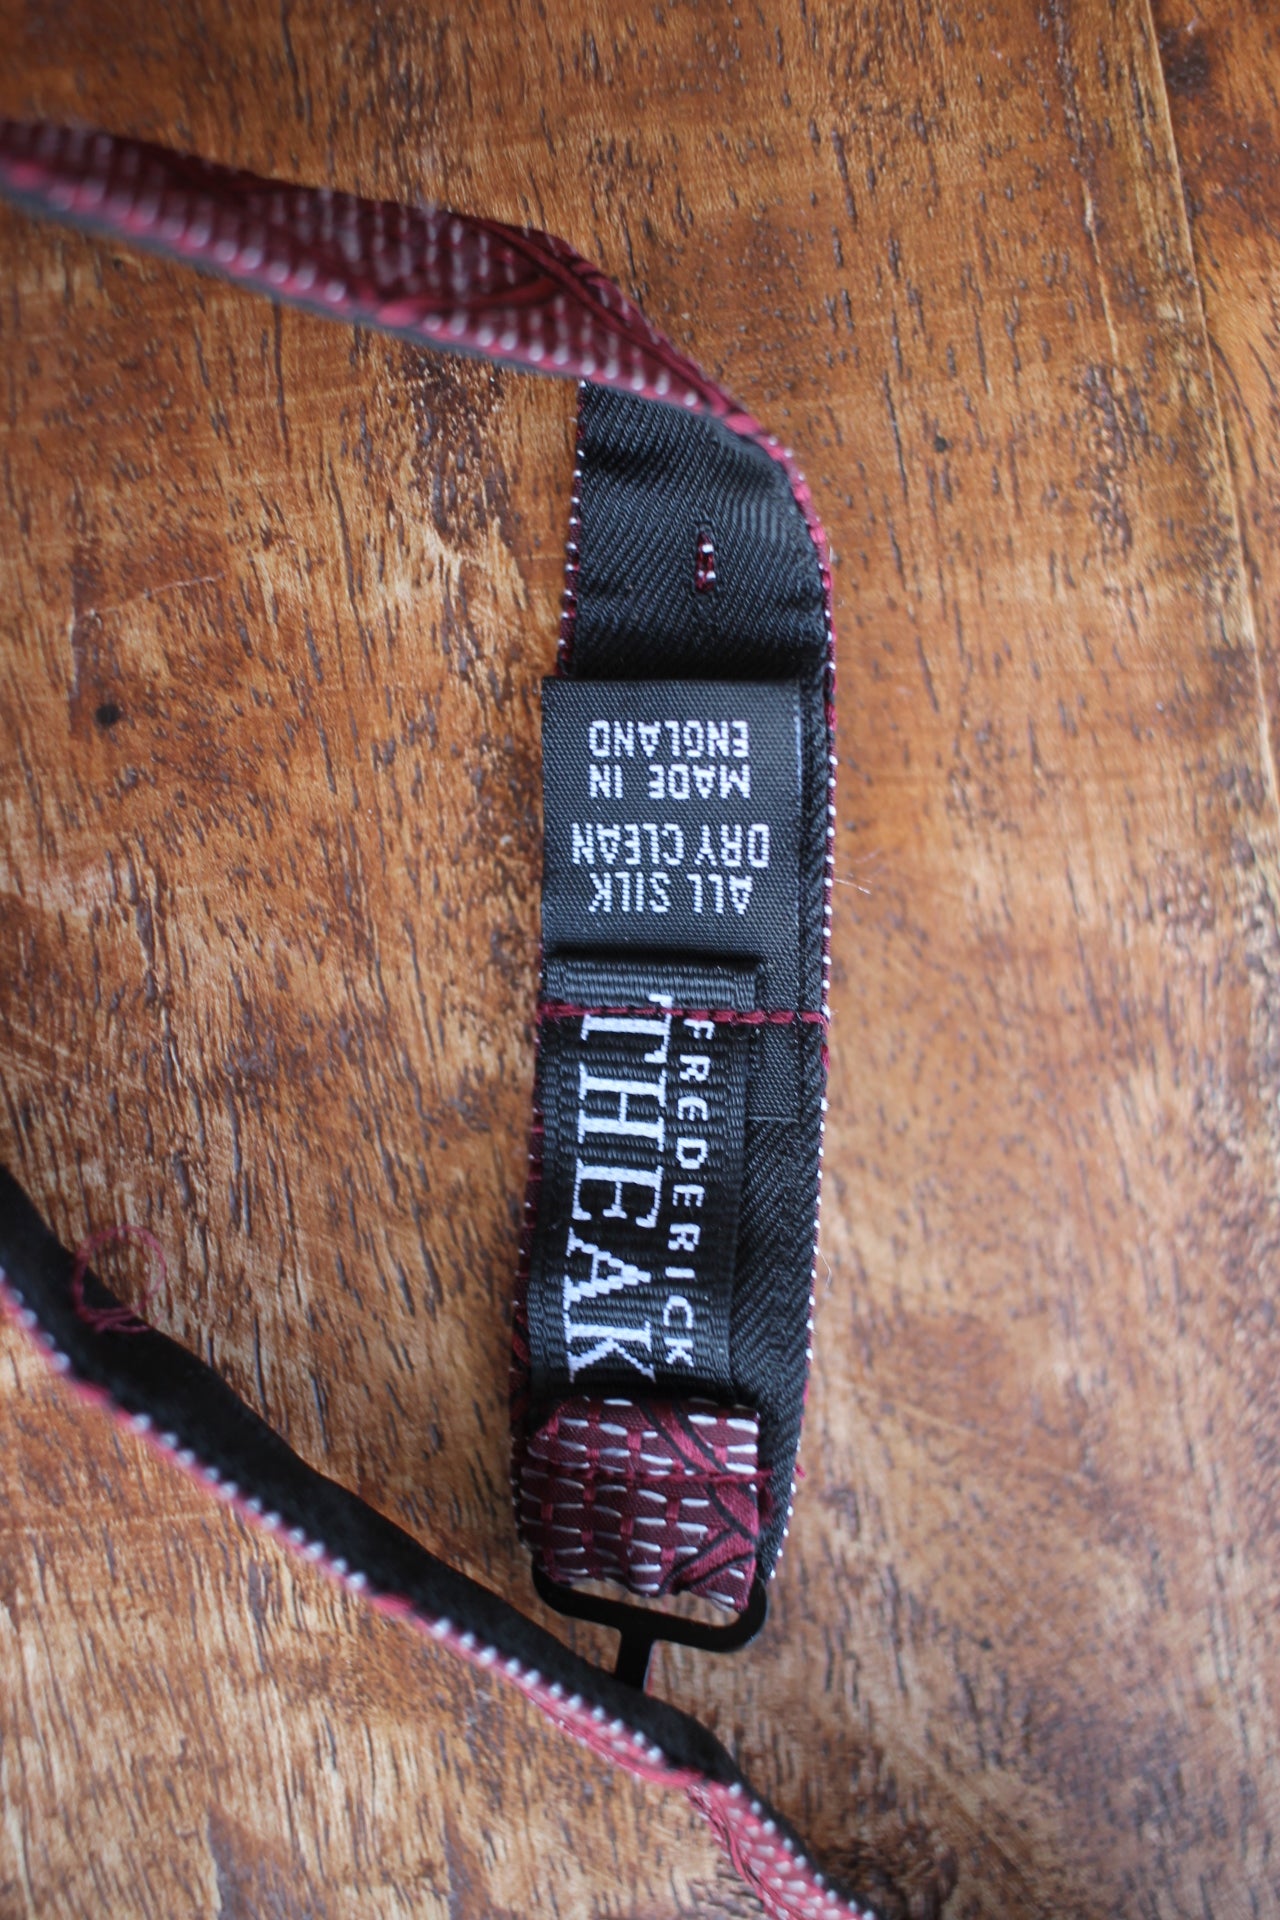 ALL SILK
DRY CLEAN
MADE IN
ENGLAND
FREDERICK
THEAK